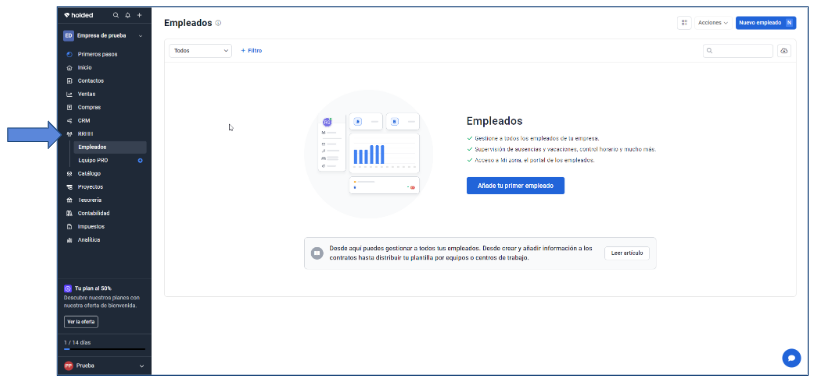 holded
Empresa de prueba
Primeros pasos
Inicio
Contactos
Ventas
Compras
CRM
RRHH
Empleados
Equipo PRO
Catálogo
Proyectos
Tesorería
Contabilidad
Impuestos
Analítica
Tu plan al 50%
Descubre nuestros planes con
nuestra oferta de bienvenida.
Ver la oferta
1 / 14 días
Prueba
Empleados
Acciones
Nuevo empleado N
Todos
+ Filtro
Empleados
Gestione a todos los empleados de tu empresa.
Supervisión de ausencias y vacaciones, control horario y mucho más.
Acceso a Mi zona, el portal de los empleados.
Añade tu primer empleado
Desde aquí puedes gestionar a todos tus empleados. Desde crear y añadir información a los
contratos hasta distribuir tu plantilla por equipos o centros de trabajo.
Leer artículo